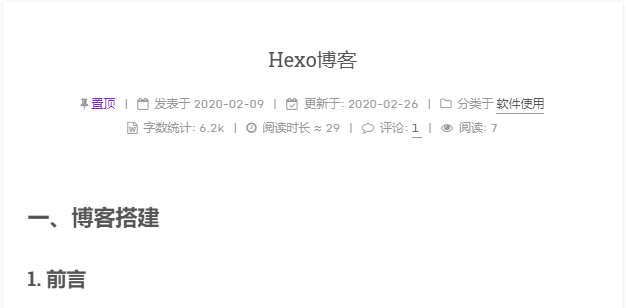 Hexo博客
置顶 | 发表于 2020-02-09 | 更新于: 2020-02-26 | 分类于 软件使用
字数统计: 6.2k | 阅读时长 ≈ 29 | 评论: 1 | 阅读: 7
一、博客搭建
1. 前言